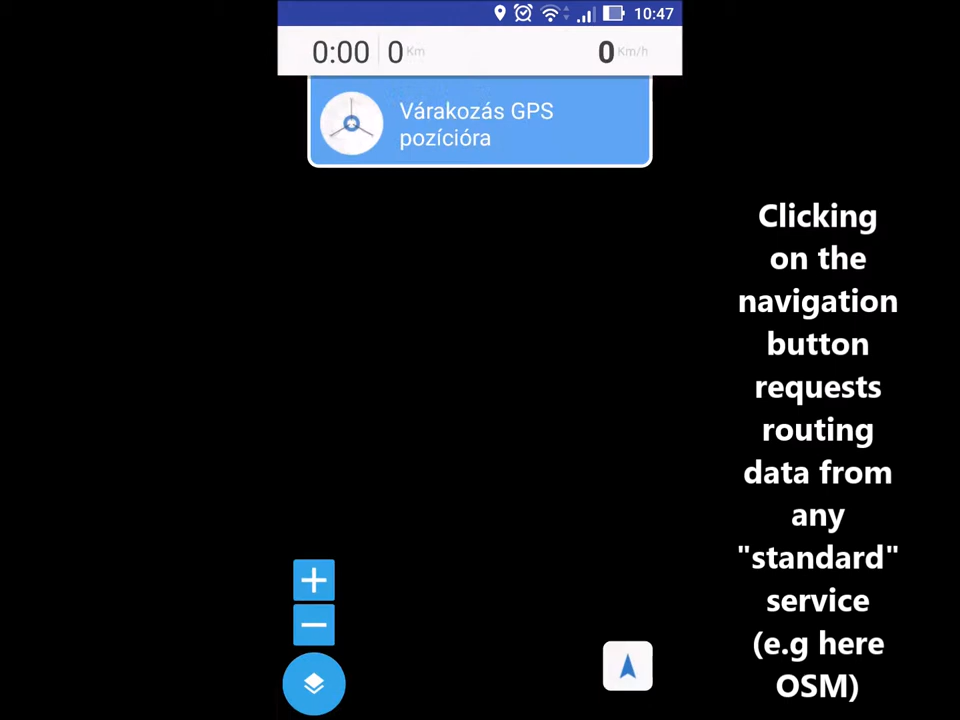 10:47
0:00 0 Km 0 Km/h
Várakozás GPS
pozícióra
Clicking
on the
navigation
button
requests
routing
data from
any
"standard"
service
(e.g here
OSM)